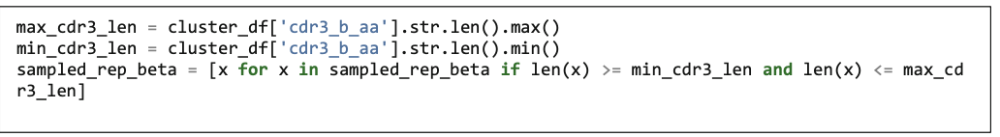 max_cdr3_len = cluster_df['cdr3_b_aa'].str.len().max()
min_cdr3_len = cluster_df['cdr3_b_aa'].str.len().min()
sampled_rep_beta = [x for x in sampled_rep_beta if len(x) >= min_cdr3_len and len(x) <= max_cd
r3_len]